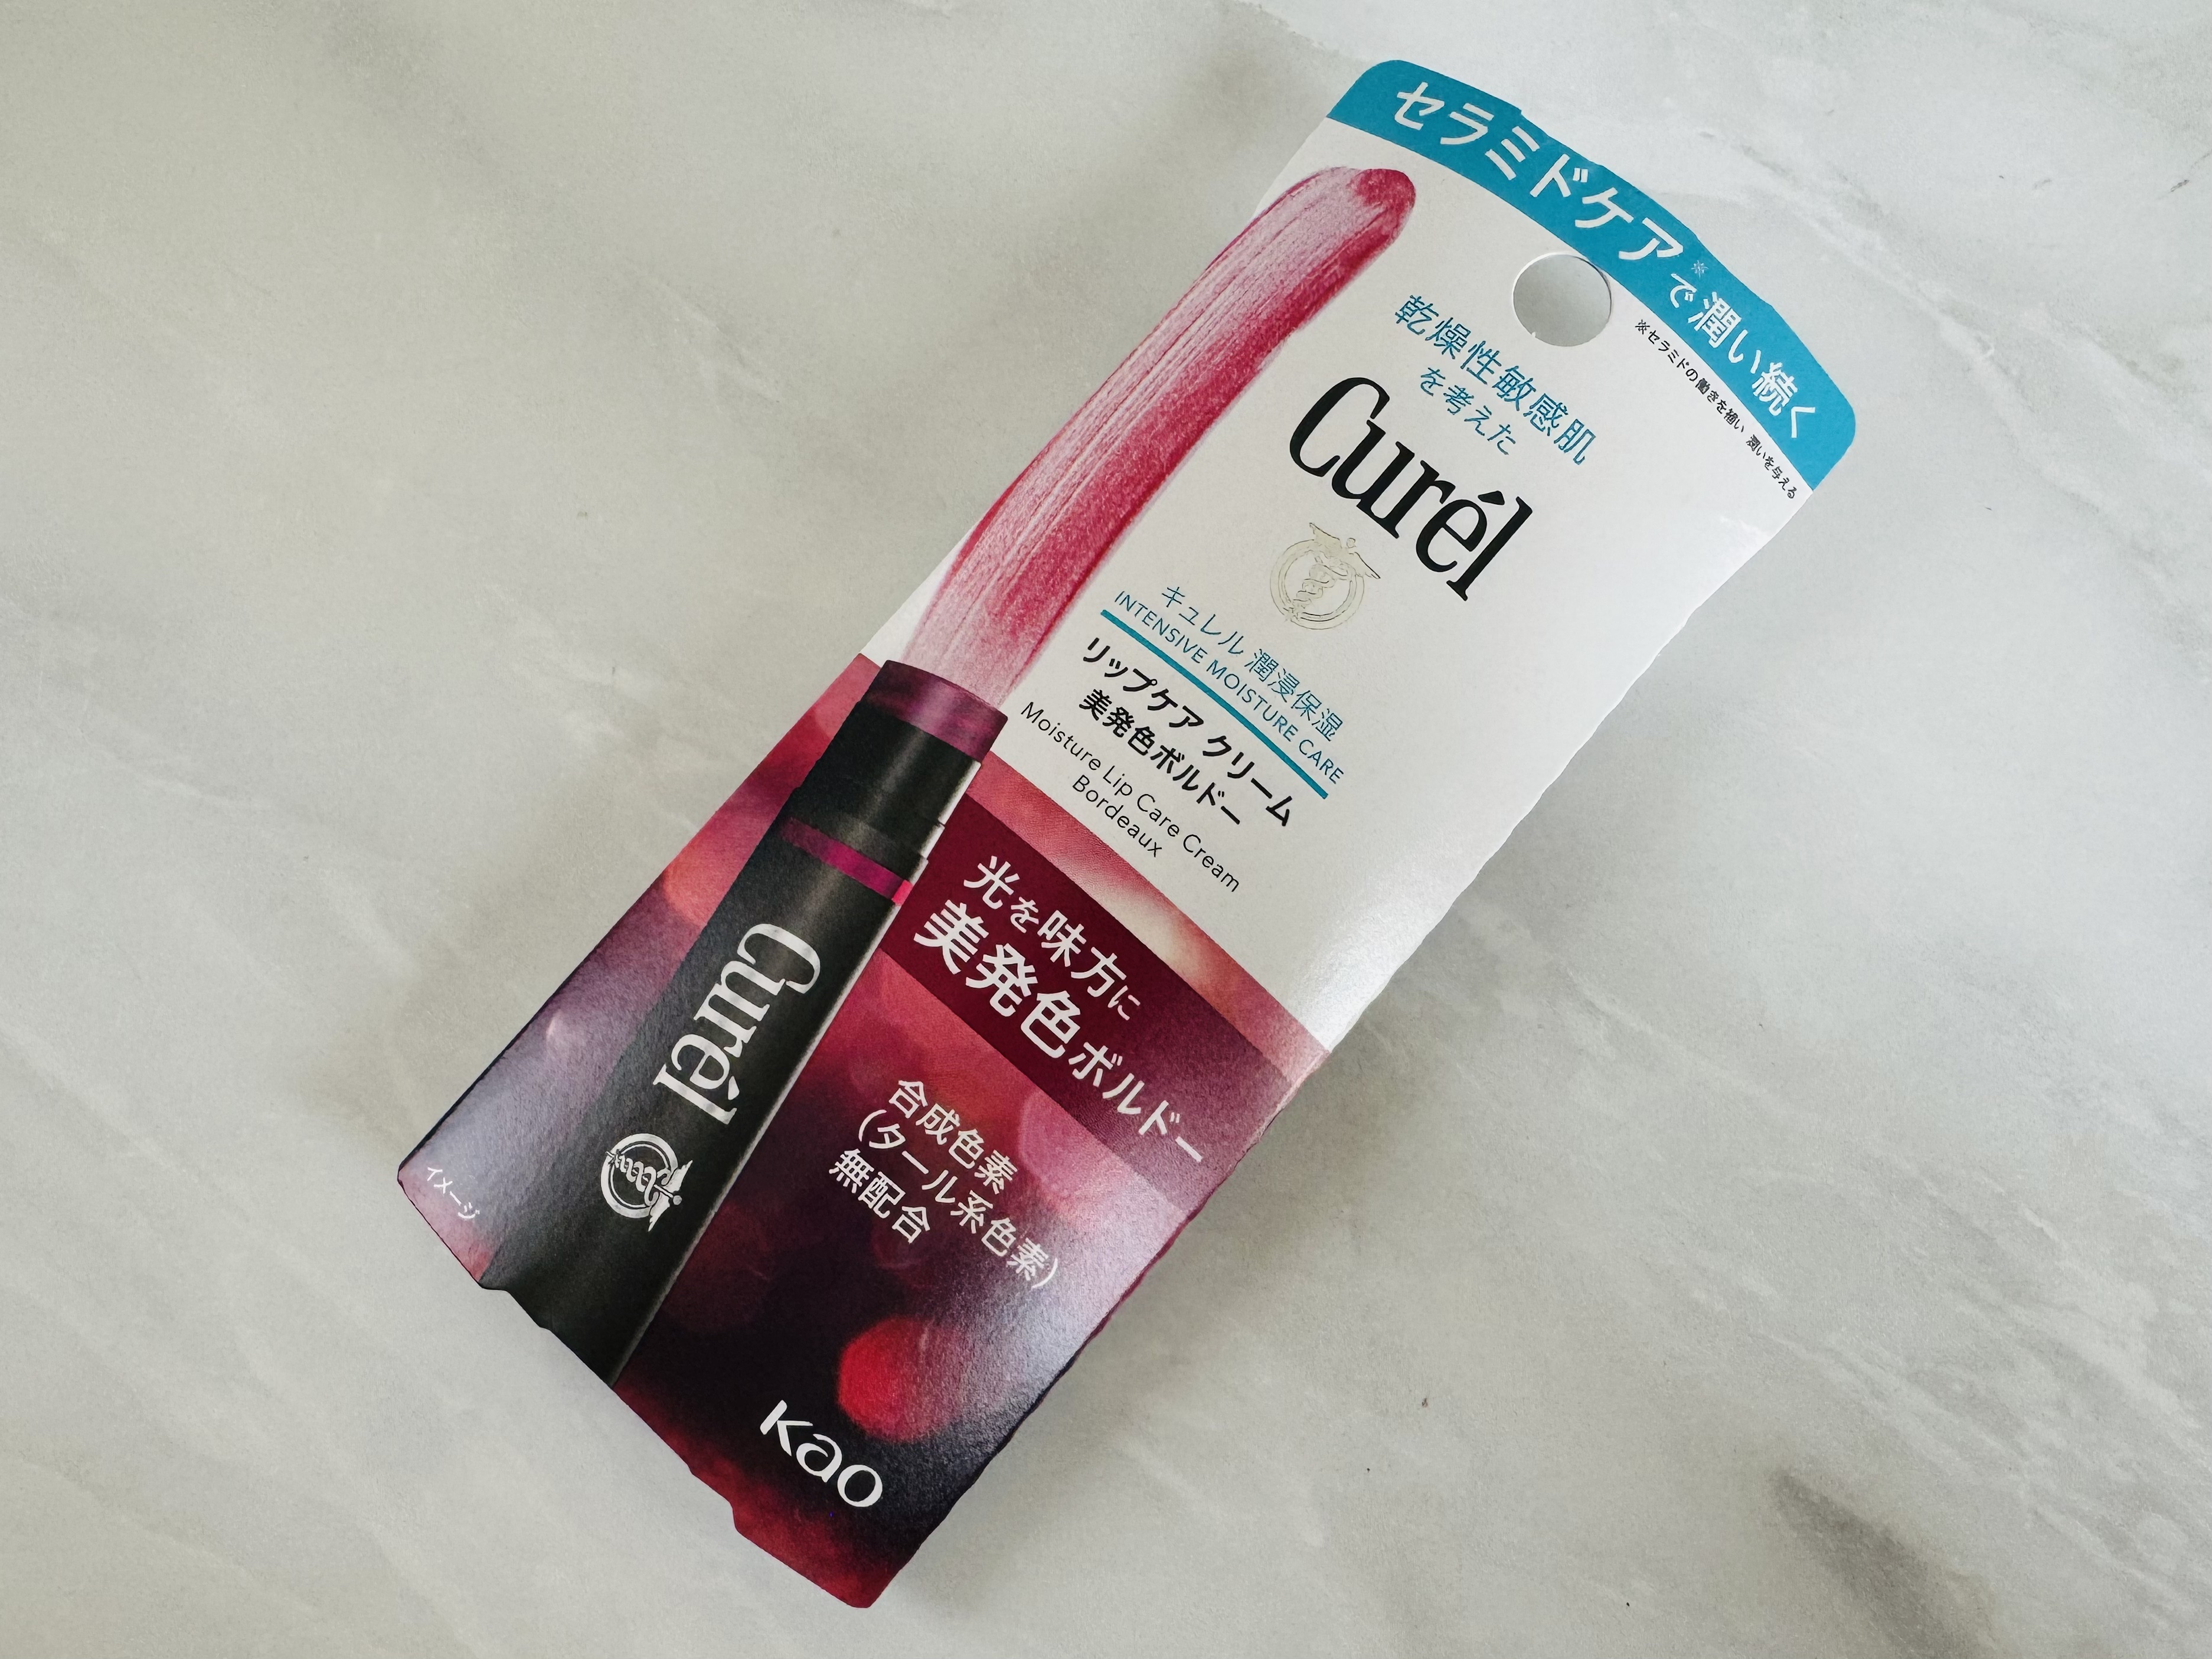 セラミドケア※で潤い続く
※セラミドの働きを補い 潤いを与える
乾燥性敏感肌
を考えた
Curél
キュレル 潤浸保湿
INTENSIVE MOISTURE CARE
リップケア クリーム
美発色ボルドー
Moisture Lip Care Cream
Bordeaux
光を味方に
美発色ボルドー
合成色素
(タール系色素)
無配合
Curél
イメージ
Kao